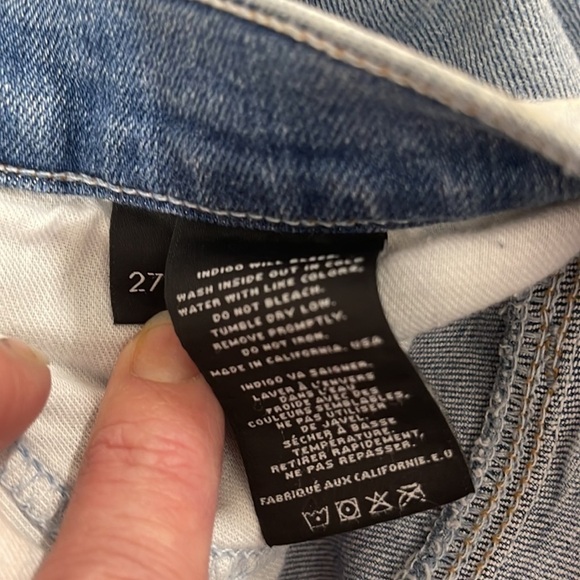 27
INDIGO WILL BLEED.
WASH INSIDE OUT IN COLD
WATER WITH LIKE COLORS.
DO NOT BLEACH.
TUMBLE DRY LOW.
REMOVE PROMPTLY.
DO NOT IRON.
MADE IN CALIFORNIA, USA
INDIGO VA SAIGNER
LAVER À L'ENVERS
DANS DE L'EAU
FROIDE AVEC DES
COULEURS SEMBLABLES.
NE PAS UTILISER
DE JAVEL.
SÉCHER À BASSE
TEMPÉRATURE.
RETIRER RAPIDEMENT.
NE PAS REPASSER.
FABRIQUÉ AUX CALIFORNIE, E.U